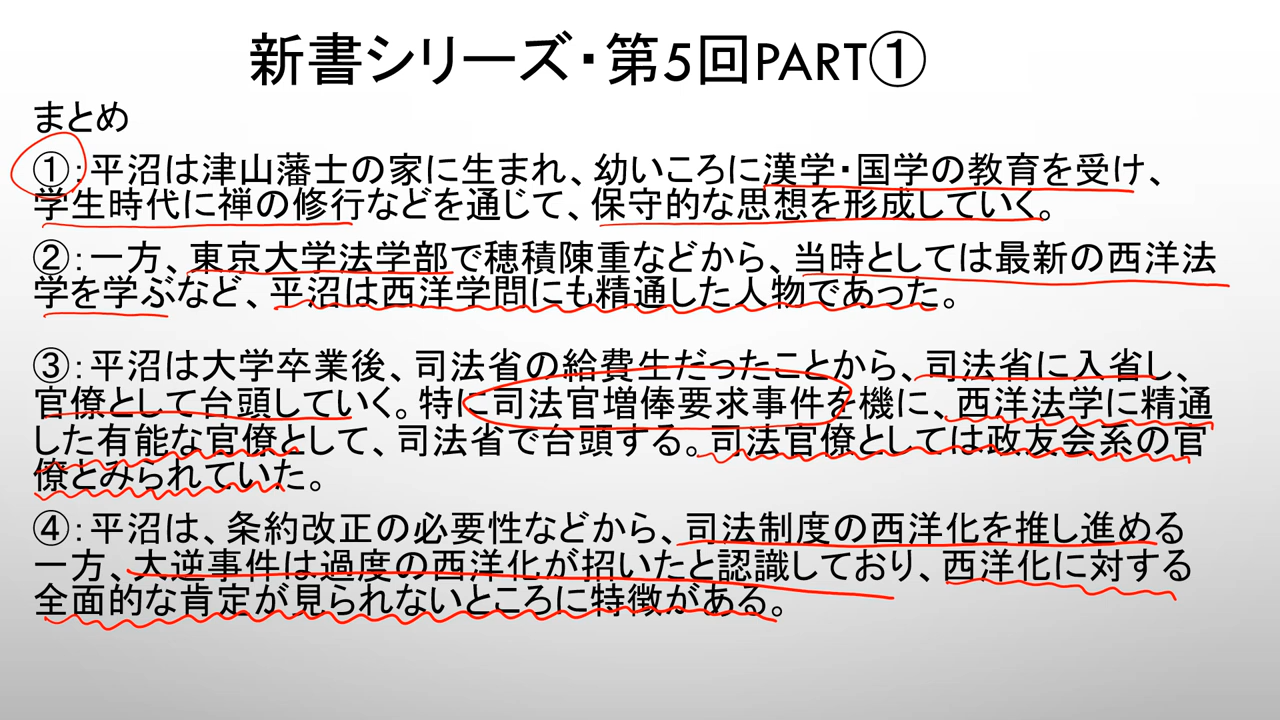 新書シリーズ・第5回PART①
まとめ
①：平沼は津山藩士の家に生まれ、幼いころに漢学・国学の教育を受け、
学生時代に禅の修行などを通じて、保守的な思想を形成していく。
②：一方、東京大学法学部で穂積陳重などから、当時としては最新の西洋法
学を学ぶなど、平沼は西洋学問にも精通した人物であった。
③：平沼は大学卒業後、司法省の給費生だったことから、司法省に入省し、
官僚として台頭していく。特に司法官増俸要求事件を機に、西洋法学に精通
した有能な官僚として、司法省で台頭する。司法官僚としては政友会系の官
僚とみられていた。
④：平沼は、条約改正の必要性などから、司法制度の西洋化を推し進める
一方、大逆事件は過度の西洋化が招いたと認識しており、西洋化に対する
全面的な肯定が見られないところに特徴がある。